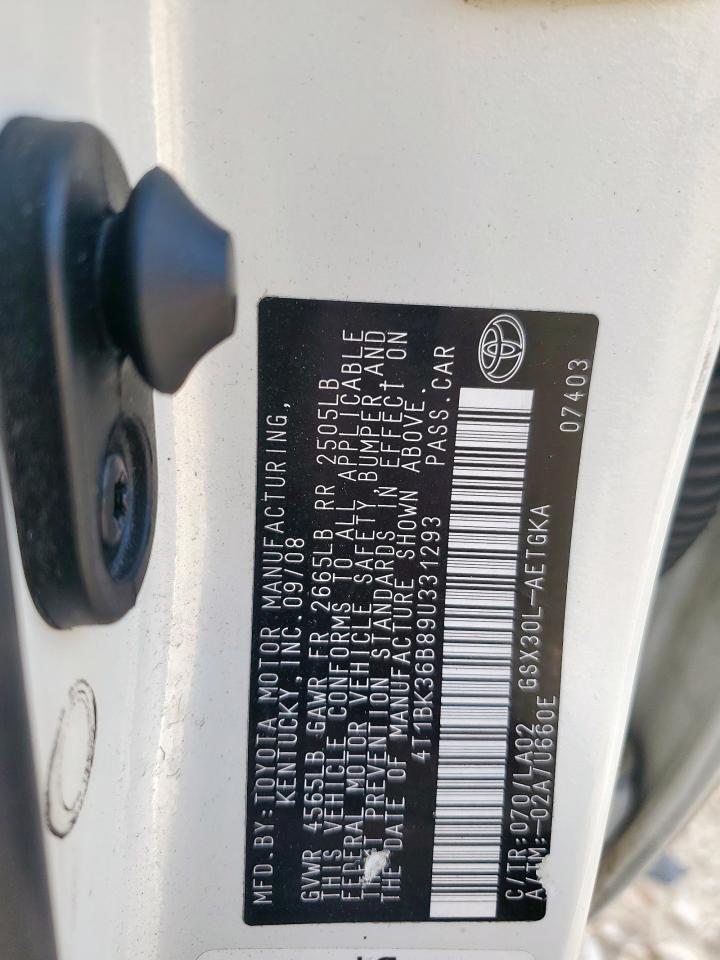 MFD.BY:TOYOTA MOTOR MANUFACTURING,
KENTUCKY,INC.09/08
GVWR 4565LB GAWR FR 2665LB RR 2505LB
THIS VEHICLE CONFORMS TO ALL APPLICABLE
FEDERAL MOTOR VEHICLE SAFETY, BUMPER,AND
PREVENTION STANDARDS IN EFFECT ON
THE DATE OF MANUFACTURE SHOWN ABOVE.
4T1BK36B89U331293 PASS.CAR
C/TR:070/LA02 GSX30L-AETGKA 07403
A/TM:-02A/U660E